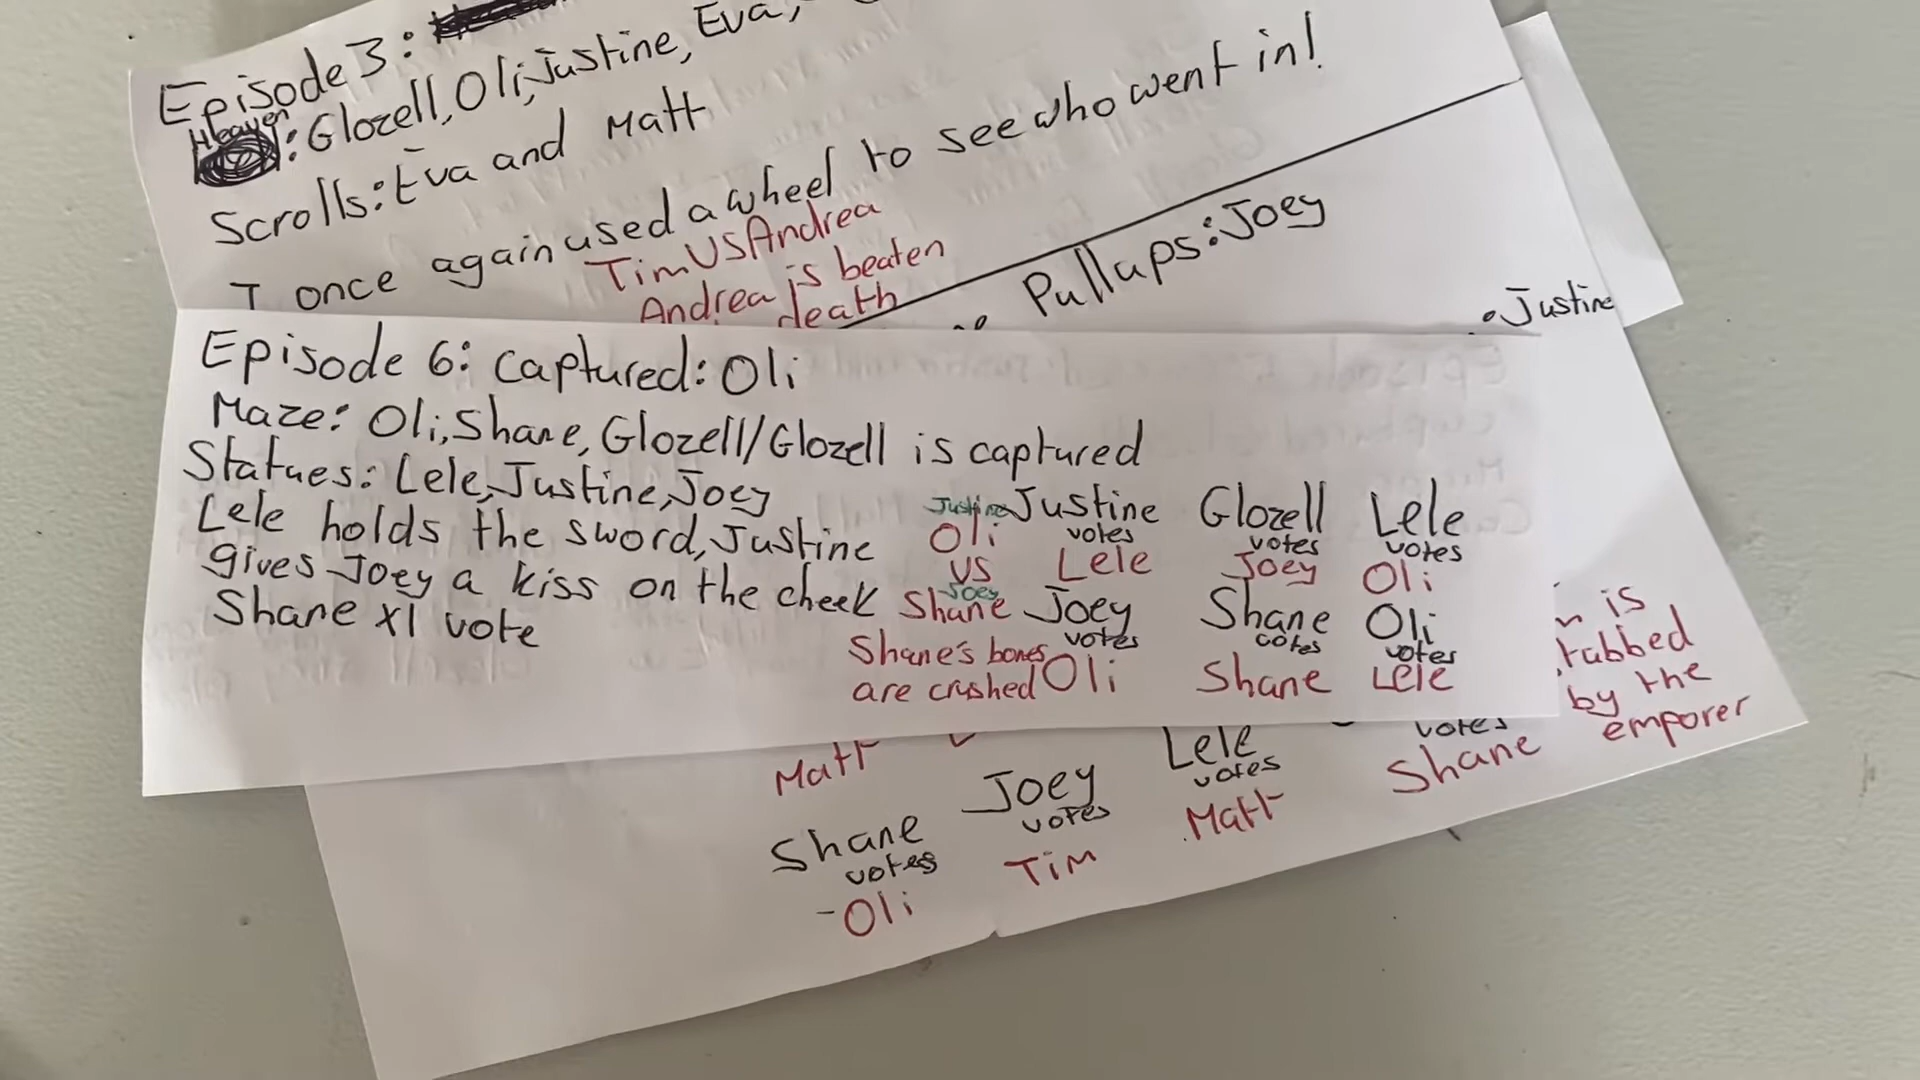 Episode 3:
Heaven: Glozell, Oli, Justine, Eva,
Scrolls: Eva and Matt
I once again used a wheel to see who went in!
Tim VS Andrea
Andrea is beaten
death
Pullups: Joey
Justine
Episode 6: Captured: Oli
Maze: Oli, Shane, Glozell/Glozell is captured
Statues: Lele, Justine, Joey
Lele holds the sword, Justine
gives Joey a kiss on the cheek
Shane x1 vote
Justine
Oli
VS
Joey
Shane
Shane's bones
are crushed
Justine votes Lele
Glozell votes Joey
Lele votes Oli
Joey votes Oli
Shane cotes Shane
Oli votes Lele
is
by the
emporer
Matt
Shane votes Oli
Joey votes Tim
Lele votes Matt
votes
Shane